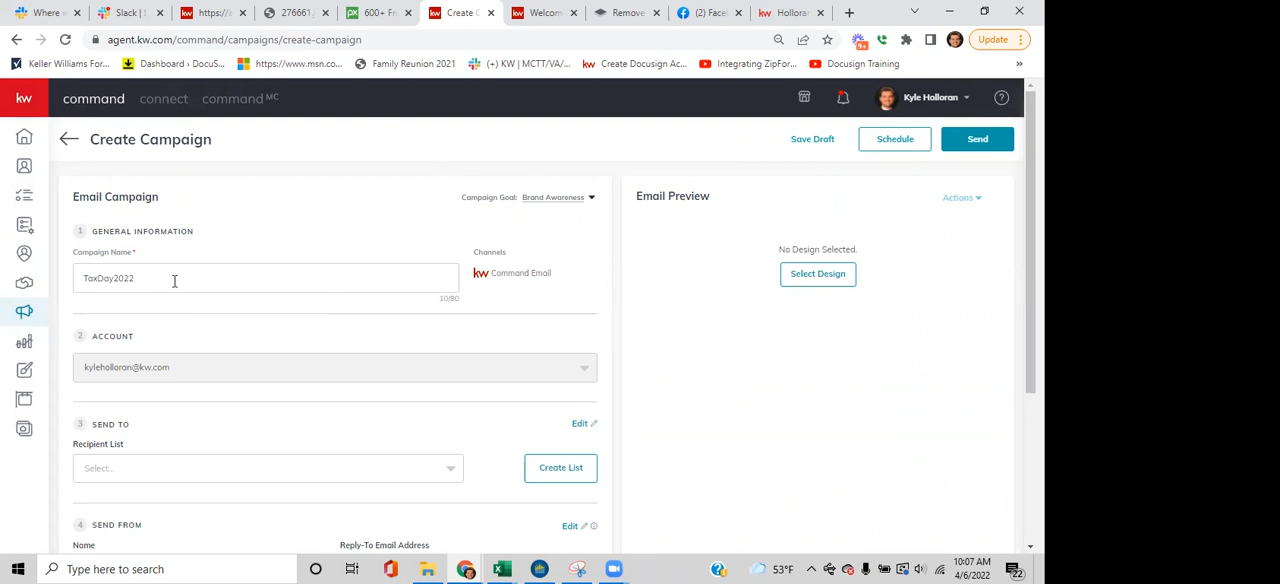 Where w
Slack | 
https://a
276661
600+ Fr
Create C
Welcom
Remove
(2) Face
Hollorar
agent.kw.com/command/campaigns/create-campaign
9+
Update
Keller Williams For...
Dashboard › DocuS...
https://www.msn.co...
Family Reunion 2021
(+) KW | MCTT/VA/...
Create Docusign Ac...
Integrating ZipFor...
Docusign Training
»
kw
command
connect
command MC
Kyle Holloran
Create Campaign
Save Draft
Schedule
Send
Email Campaign
Campaign Goal: Brand Awareness
1 GENERAL INFORMATION
Campaign Name*
Channels
TaxDay2022
kw Command Email
10/80
2 ACCOUNT
kyleholloran@kw.com
3 SEND TO
Edit
Recipient List
Select...
Create List
4 SEND FROM
Edit
Name
Reply-To Email Address
Email Preview
Actions
No Design Selected.
Select Design
Type here to search
53°F
10:07 AM
4/6/2022
22